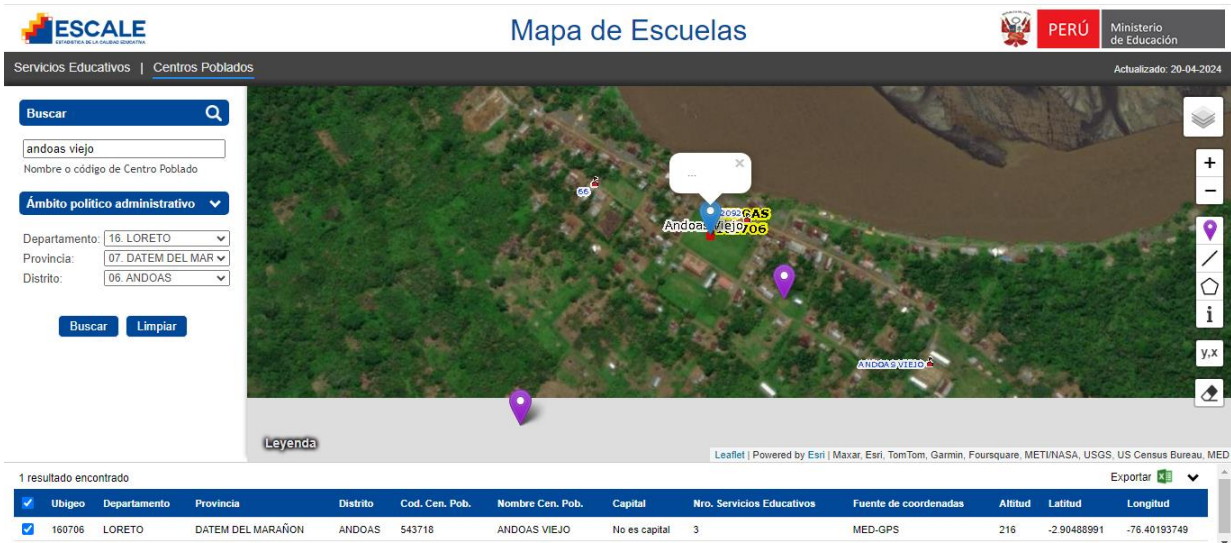 ESCALE
ESTADÍSTICA DE LA CALIDAD EDUCATIVA
Mapa de Escuelas
PERÚ
Ministerio
de Educación
Servicios Educativos | Centros Poblados
Actualizado: 20-04-2024
Buscar
andoas viejo
Nombre o código de Centro Poblado
Ámbito político administrativo
Departamento: 16. LORETO
Provincia: 07. DATEM DEL MAR
Distrito: 06. ANDOAS
Buscar Limpiar
...
×
66
2092
Andoas Viejo
ANDOAS VIEJO
+
−
i
y,x
Leyenda
Leaflet | Powered by Esri | Maxar, Esri, TomTom, Garmin, Foursquare, METI/NASA, USGS, US Census Bureau, MED
1 resultado encontrado
Exportar
Ubigeo Departamento Provincia Distrito Cod. Cen. Pob. Nombre Cen. Pob. Capital Nro. Servicios Educativos Fuente de coordenadas Altitud Latitud Longitud
160706 LORETO DATEM DEL MARAÑON ANDOAS 543718 ANDOAS VIEJO No es capital 3 MED-GPS 216 -2.90488991 -76.40193749